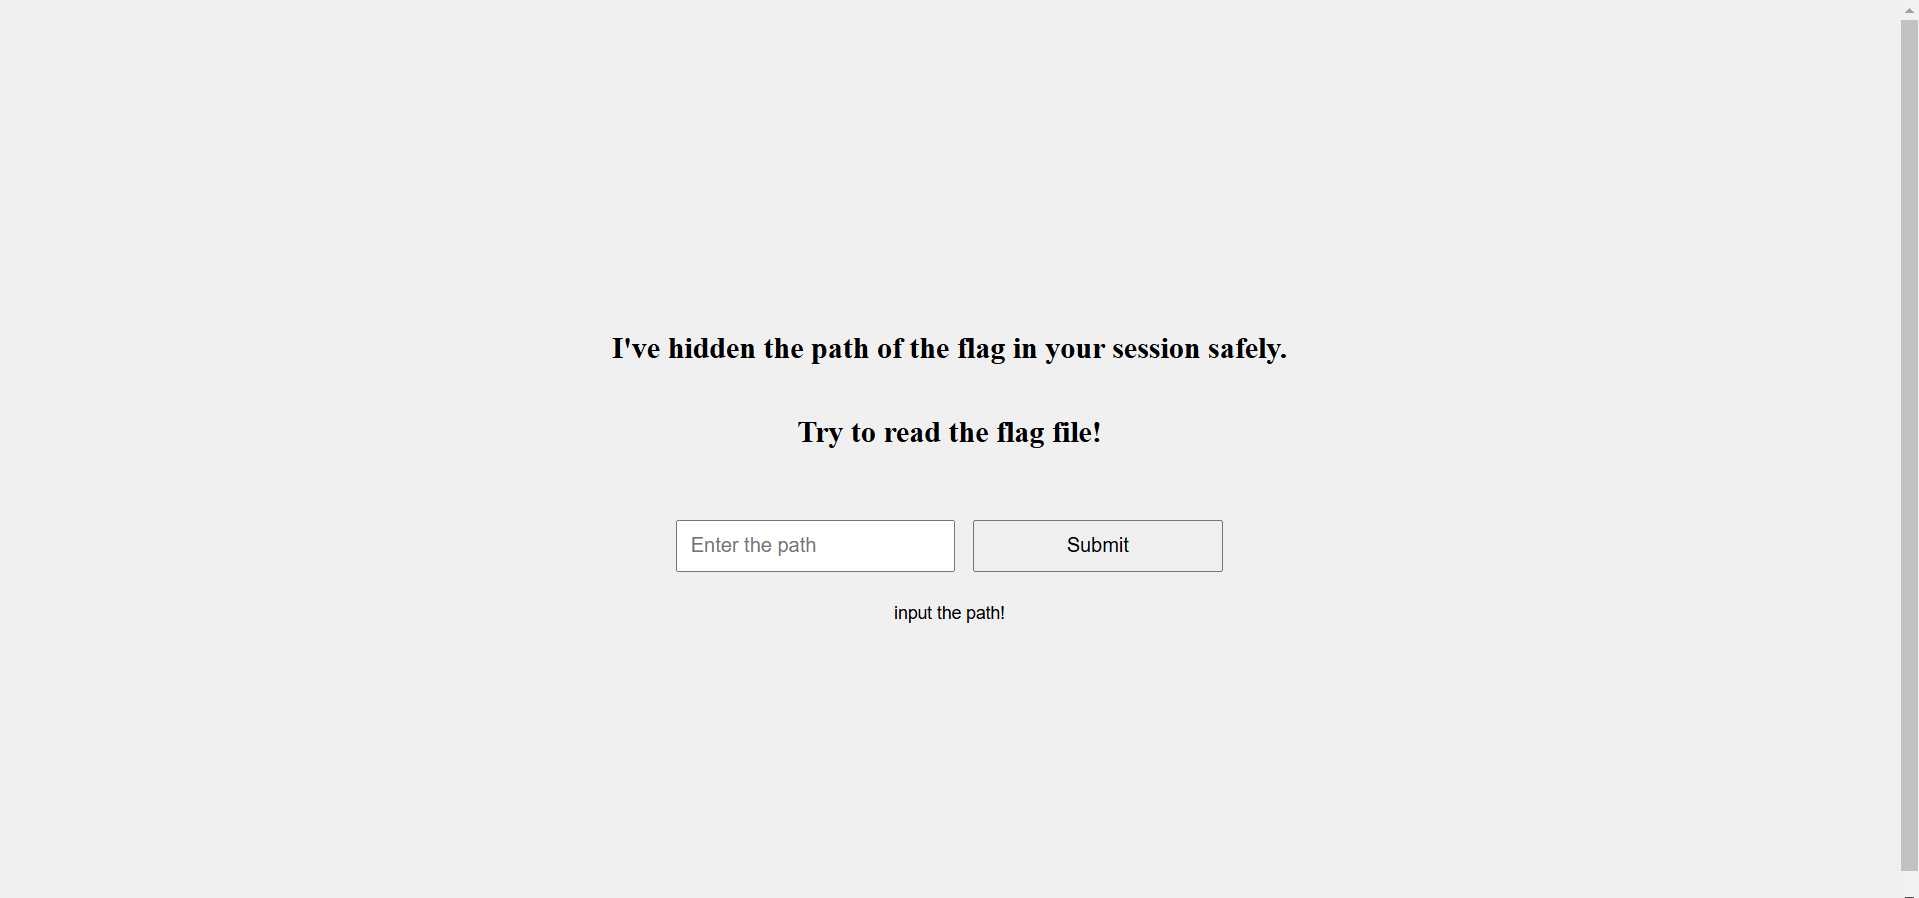 I've hidden the path of the flag in your session safely.
Try to read the flag file!
Enter the path
Submit
input the path!